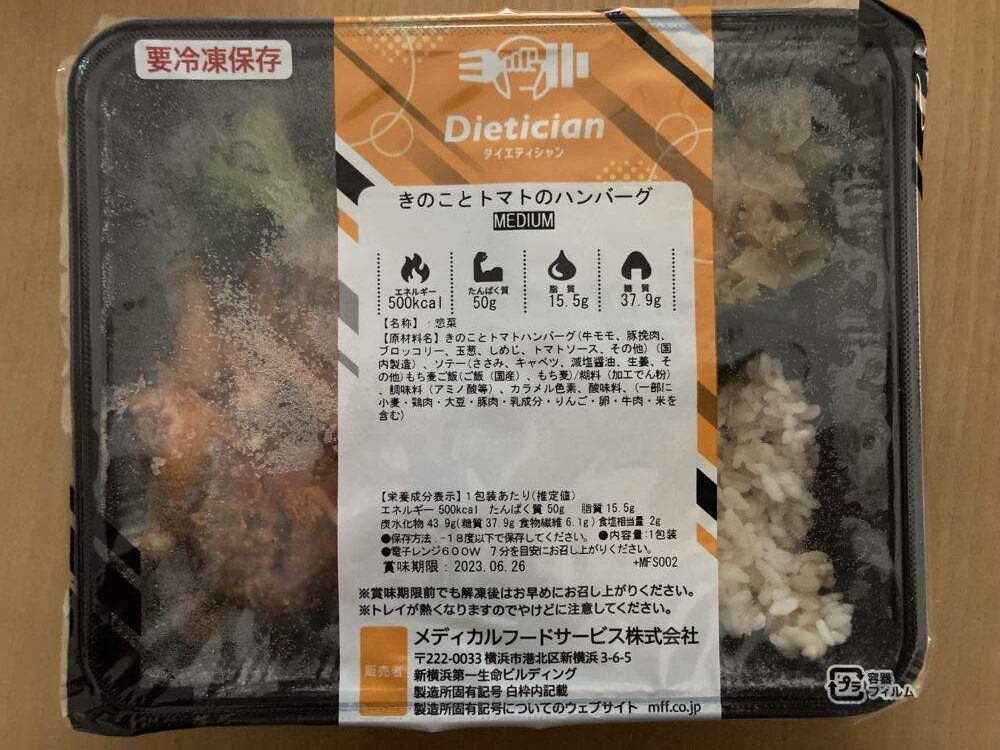 要冷凍保存
Dietician
ダイエティシャン
きのことトマトのハンバーグ
MEDIUM
エネルギー
500kcal
たんぱく質
50g
脂質
15.5g
糖質
37.9g
【名称】:惣菜
【原材料名】きのことトマトハンバーグ(牛モモ、豚挽肉、
ブロッコリー、玉葱、しめじ、トマトソース、その他)(国
内製造)、ソテー(ささみ、キャベツ、減塩醤油、生姜、そ
の他)もち麦ご飯(ご飯(国産)、もち麦)/糊料(加工でん粉)
、調味料(アミノ酸等)、カラメル色素、酸味料、(一部に
小麦・鶏肉・大豆・豚肉・乳成分・りんご・卵・牛肉・米を
含む)
【栄養成分表示】1包装あたり(推定値)
エネルギー 500kcal たんぱく質 50g 脂質 15.5g
炭水化物 43.9g(糖質 37.9g 食物繊維 6.1g)食塩相当量 2g
●保存方法:-18度以下で保存してください。 ●内容量:1包装
●電子レンジ600W 7分を目安にお召し上がりください。
賞味期限:2023.06.26
+MFS002
※賞味期限前でも解凍後はお早めにお召し上がりください。
※トレイが熱くなりますのでやけどに注意してください。
販売者
メディカルフードサービス株式会社
〒222-0033 横浜市港北区新横浜 3-6-5
新横浜第一生命ビルディング
製造所固有記号 白枠内記載
製造所固有記号についてのウェブサイト mff.co.jp
プラ
容器
フィルム